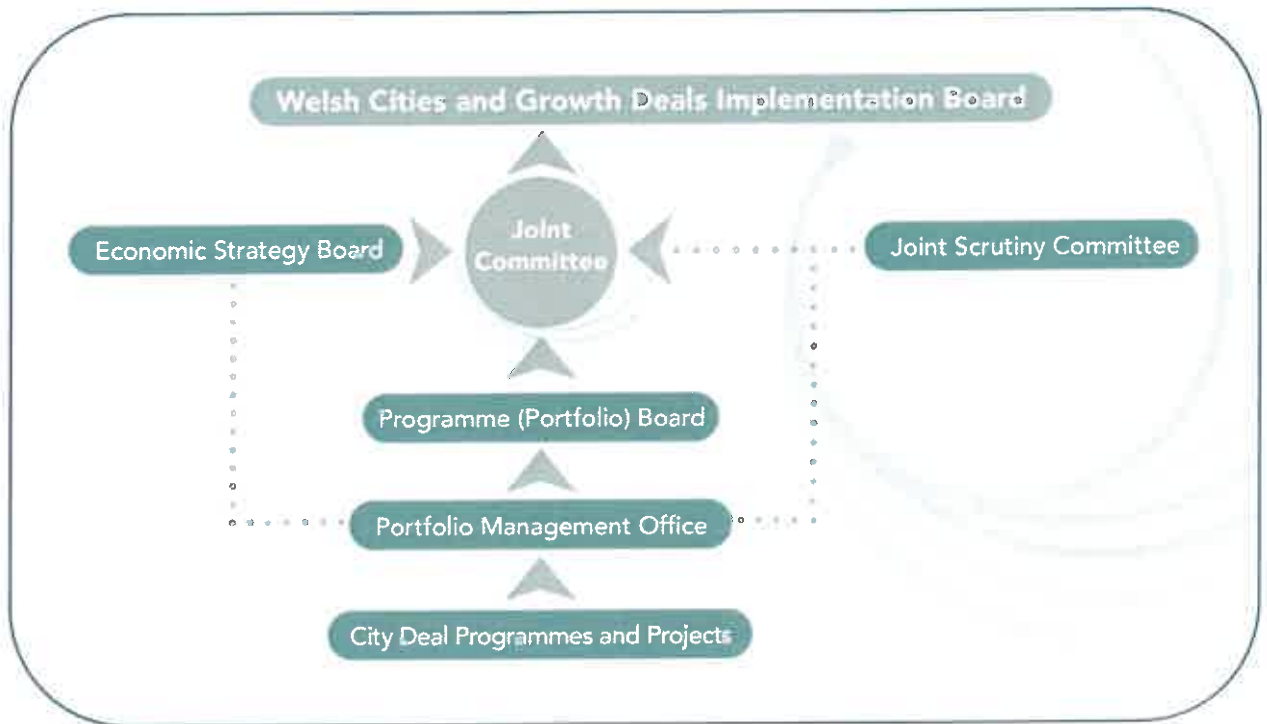 Welsh Cities and Growth Deals Implementation Board
Economic Strategy Board
Joint
Committee
Joint Scrutiny Committee
Programme (Portfolio) Board
Portfolio Management Office
City Deal Programmes and Projects